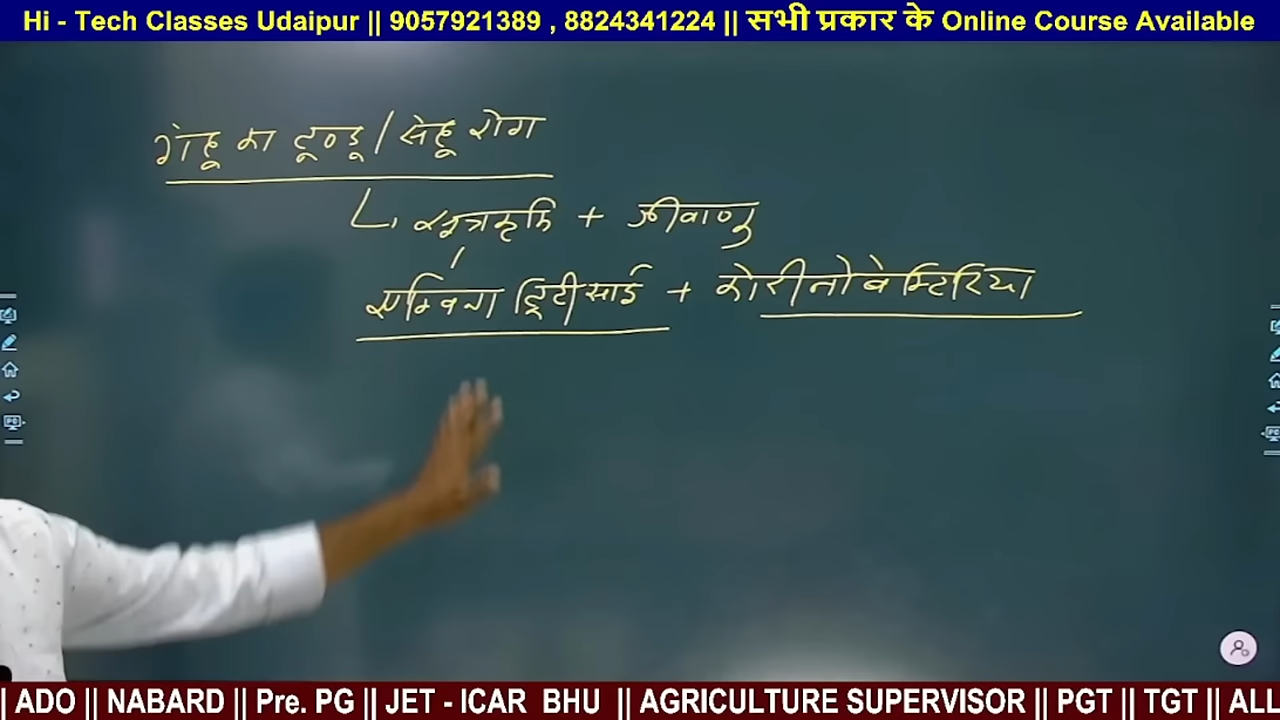 Hi - Tech Classes Udaipur || 9057921389 , 8824341224 || सभी प्रकार के Online Course Available
गेहूं का टूण्डू / सेहू रोग
सूत्रकृमि + जीवाणु
एन्विना ट्रिटीसाई + कोरीनोबेक्टिरिया
| ADO || NABARD || Pre. PG || JET - ICAR BHU || AGRICULTURE SUPERVISOR || PGT || TGT || ALL